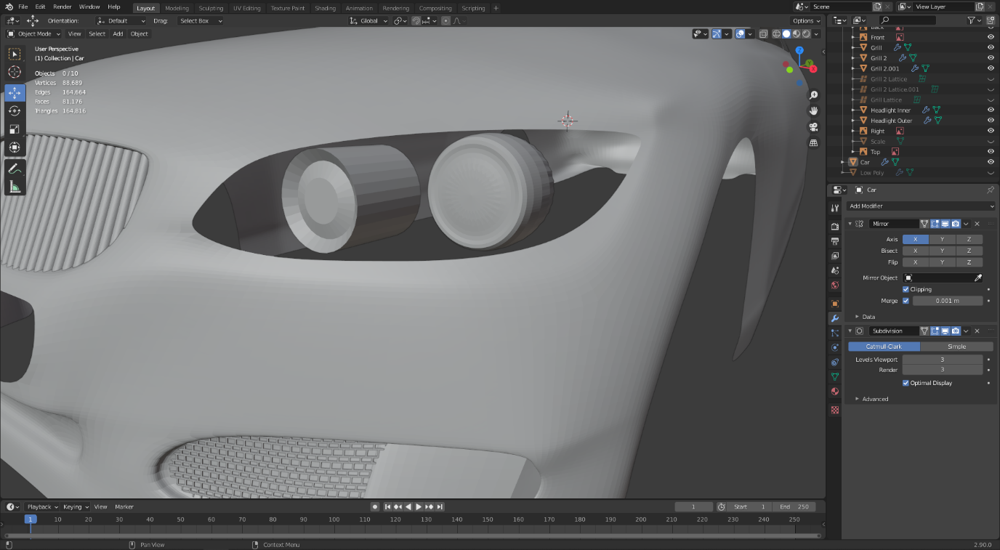 File Edit Render Window Help Layout Modeling Sculpting UV Editing Texture Paint Shading Animation Rendering Compositing Scripting + Scene View Layer
Orientation: Default Drag: Select Box Global Options
Object Mode View Select Add Object
User Perspective
(1) Collection | Car
Objects 0/10
Vertices 88,689
Edges 164,664
Faces 81,176
Triangles 164,816
Z
Y
X
Back
Front
Grill
Grill 2
Grill 2.001
Grill 2 Lattice
Grill 2 Lattice.001
Grill Lattice
Headlight Inner
Headlight Outer
Right
Scale
Top
Car
Low Poly
Car
Add Modifier
Mirror
Axis X Y Z
Bisect X Y Z
Flip X Y Z
Mirror Object
Clipping
Merge 0.001 m
Data
Subdivision
Catmull-Clark Simple
Levels Viewport 3
Render 3
Optimal Display
Advanced
Playback Keying View Marker 1 Start 1 End 250
1 10 20 30 40 50 60 70 80 90 100 110 120 130 140 150 160 170 180 190 200 210 220 230 240 250
Pan View Context Menu 2.90.0